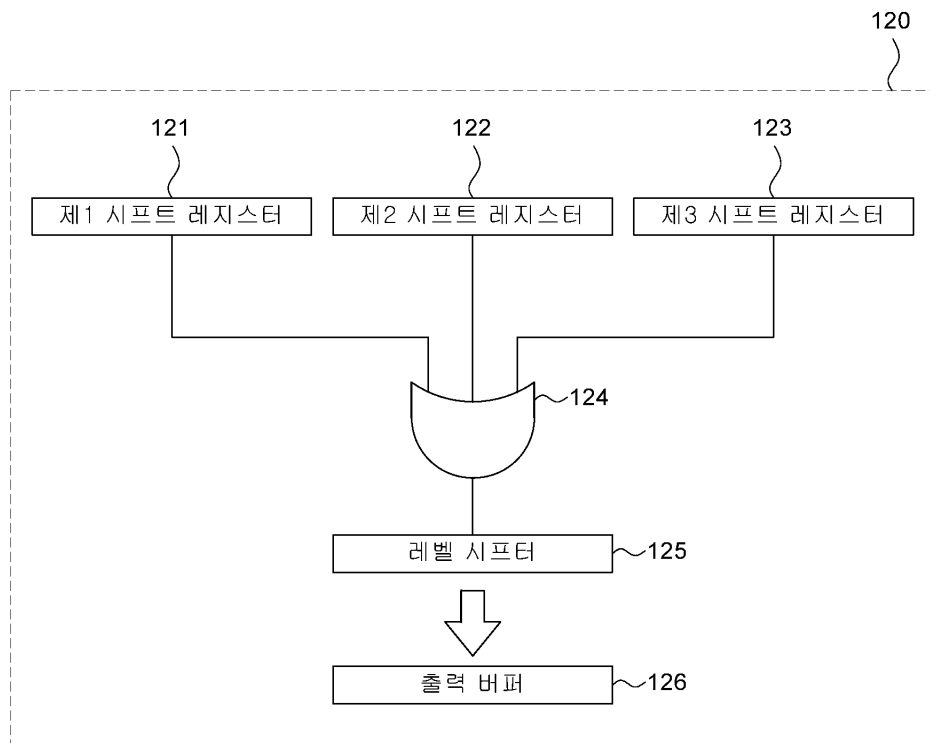 120
121
122
123
제1 시프트 레지스터
제2 시프트 레지스터
제3 시프트 레지스터
124
레벨 시프터
125
출력 버퍼
126